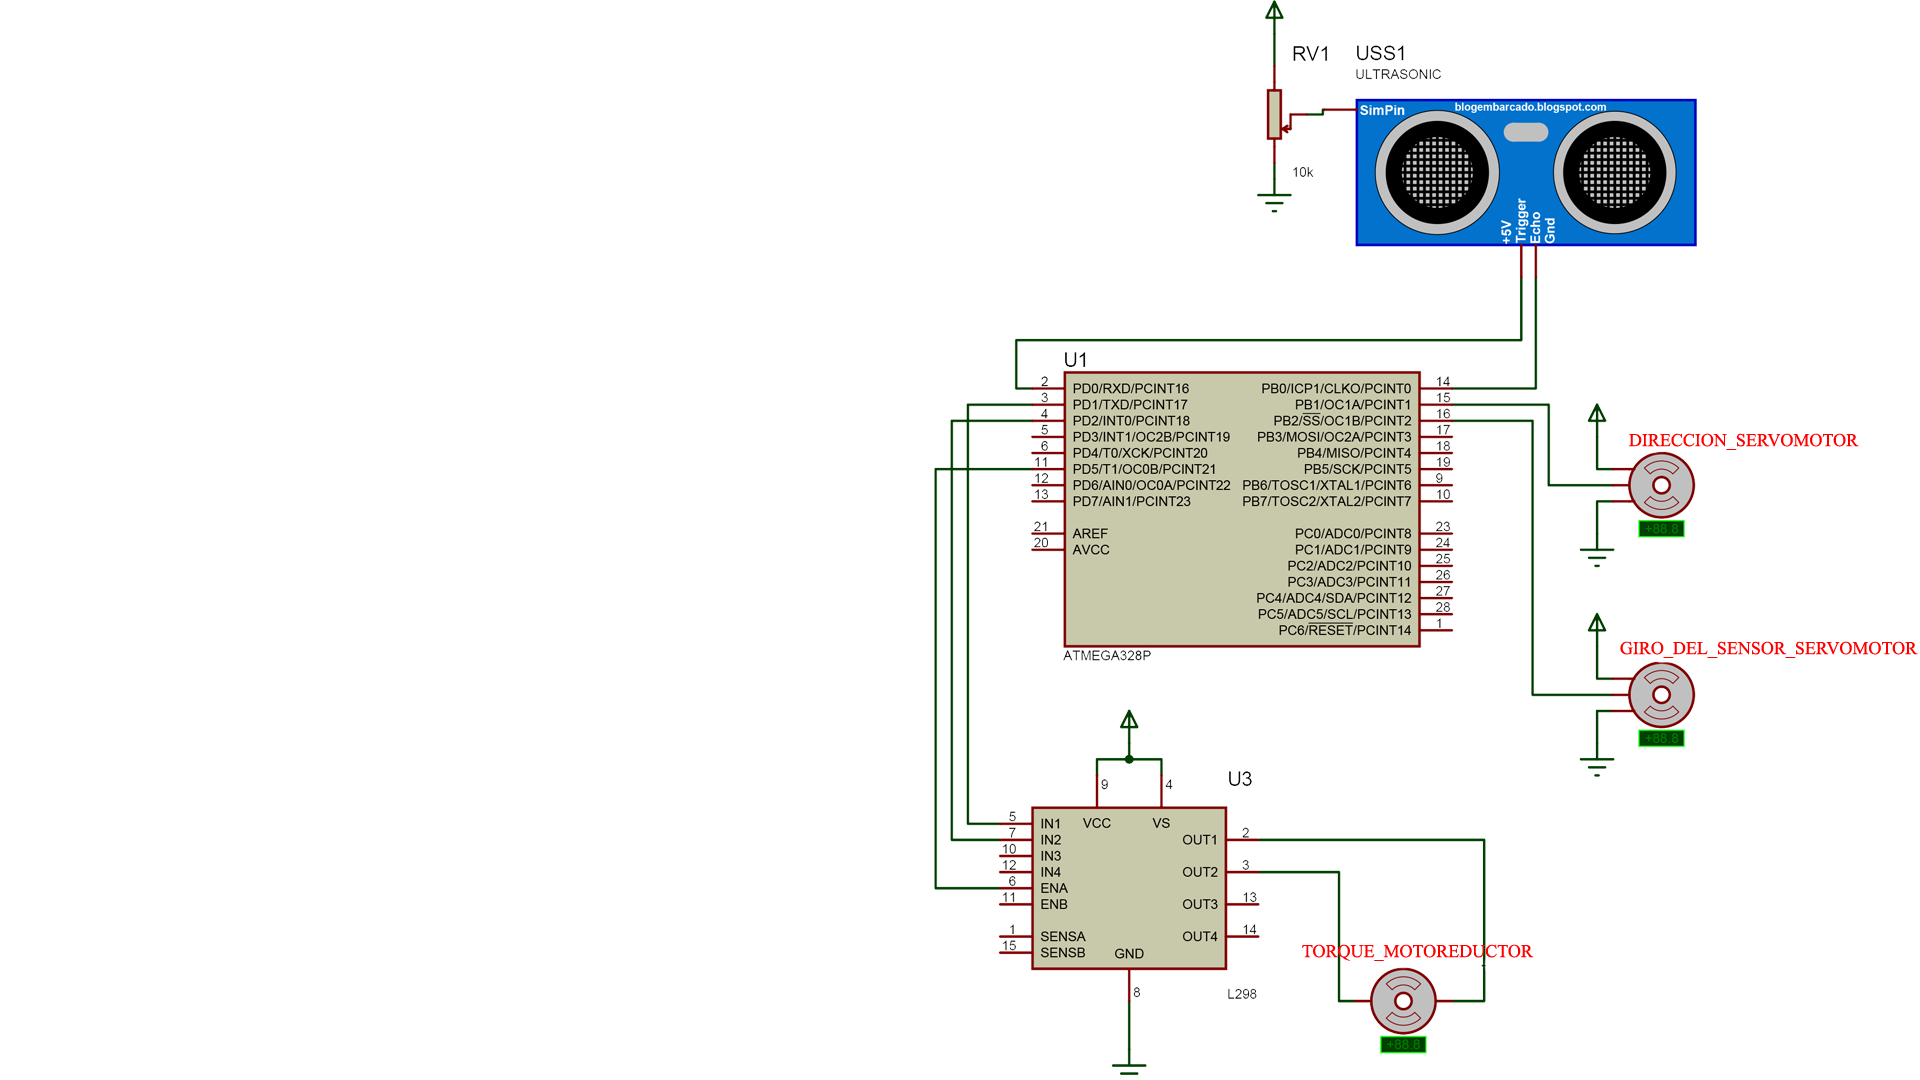 RV1
10k
USS1
ULTRASONIC
SimPin
blogembarcado.blogspot.com
+5V
Trigger
Echo
Gnd
U1
2 PD0/RXD/PCINT16
3 PD1/TXD/PCINT17
4 PD2/INT0/PCINT18
5 PD3/INT1/OC2B/PCINT19
6 PD4/T0/XCK/PCINT20
11 PD5/T1/OC0B/PCINT21
12 PD6/AIN0/OC0A/PCINT22
13 PD7/AIN1/PCINT23
21 AREF
20 AVCC
PB0/ICP1/CLKO/PCINT0 14
PB1/OC1A/PCINT1 15
PB2/SS/OC1B/PCINT2 16
PB3/MOSI/OC2A/PCINT3 17
PB4/MISO/PCINT4 18
PB5/SCK/PCINT5 19
PB6/TOSC1/XTAL1/PCINT6 9
PB7/TOSC2/XTAL2/PCINT7 10
PC0/ADC0/PCINT8 23
PC1/ADC1/PCINT9 24
PC2/ADC2/PCINT10 25
PC3/ADC3/PCINT11 26
PC4/ADC4/SDA/PCINT12 27
PC5/ADC5/SCL/PCINT13 28
PC6/RESET/PCINT14 1
ATMEGA328P
DIRECCION_SERVOMOTOR
+88.8
GIRO_DEL_SENSOR_SERVOMOTOR
+88.8
U3
9 4
VCC VS
5 IN1
7 IN2
10 IN3
12 IN4
6 ENA
11 ENB
1 SENSA
15 SENSB
OUT1 2
OUT2 3
OUT3 13
OUT4 14
GND
8
L298
TORQUE_MOTOREDUCTOR
+88.8